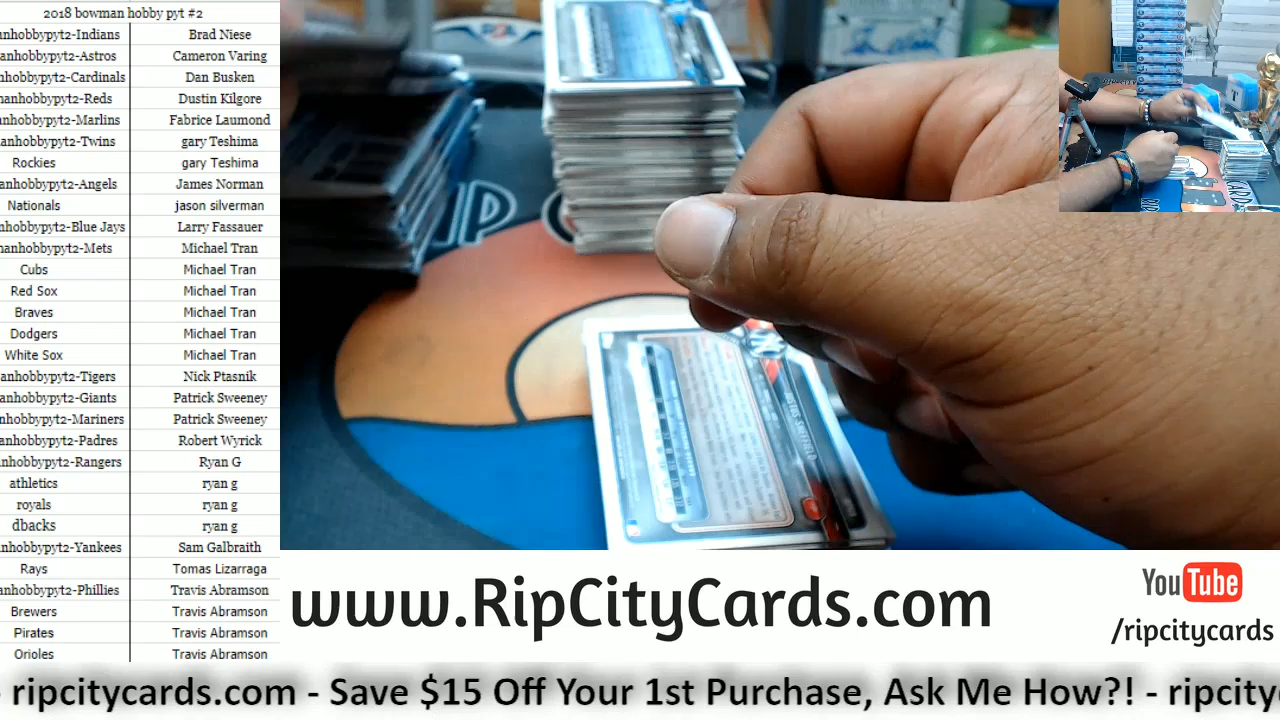 2018 bowman hobby pyt #2
anhobbypyt2-Indians Brad Niese
nhobbypyt2-Astros Cameron Varing
nhobbypyt2-Cardinals Dan Busken
manhobbypyt2-Reds Dustin Kilgore
anhobbypyt2-Marlins Fabrice Laumond
manhobbypyt2-Twins gary Teshima
Rockies gary Teshima
anhobbypyt2-Angels James Norman
Nationals jason silverman
anhobbypyt2-Blue Jays Larry Fassauer
manhobbypyt2-Mets Michael Tran
Cubs Michael Tran
Red Sox Michael Tran
Braves Michael Tran
Dodgers Michael Tran
White Sox Michael Tran
anhobbypyt2-Tigers Nick Ptasnik
anhobbypyt2-Giants Patrick Sweeney
anhobbypyt2-Mariners Patrick Sweeney
anhobbypyt2-Padres Robert Wyrick
anhobbypyt2-Rangers Ryan G
athletics ryan g
royals ryan g
dbacks ryan g
nhobbypyt2-Yankees Sam Galbraith
Rays Tomas Lizarraga
anhobbypyt2-Phillies Travis Abramson
Brewers Travis Abramson
Pirates Travis Abramson
Orioles Travis Abramson
www.RipCityCards.com
YouTube
/ripcitycards
ripcitycards.com - Save $15 Off Your 1st Purchase, Ask Me How?! - ripcity